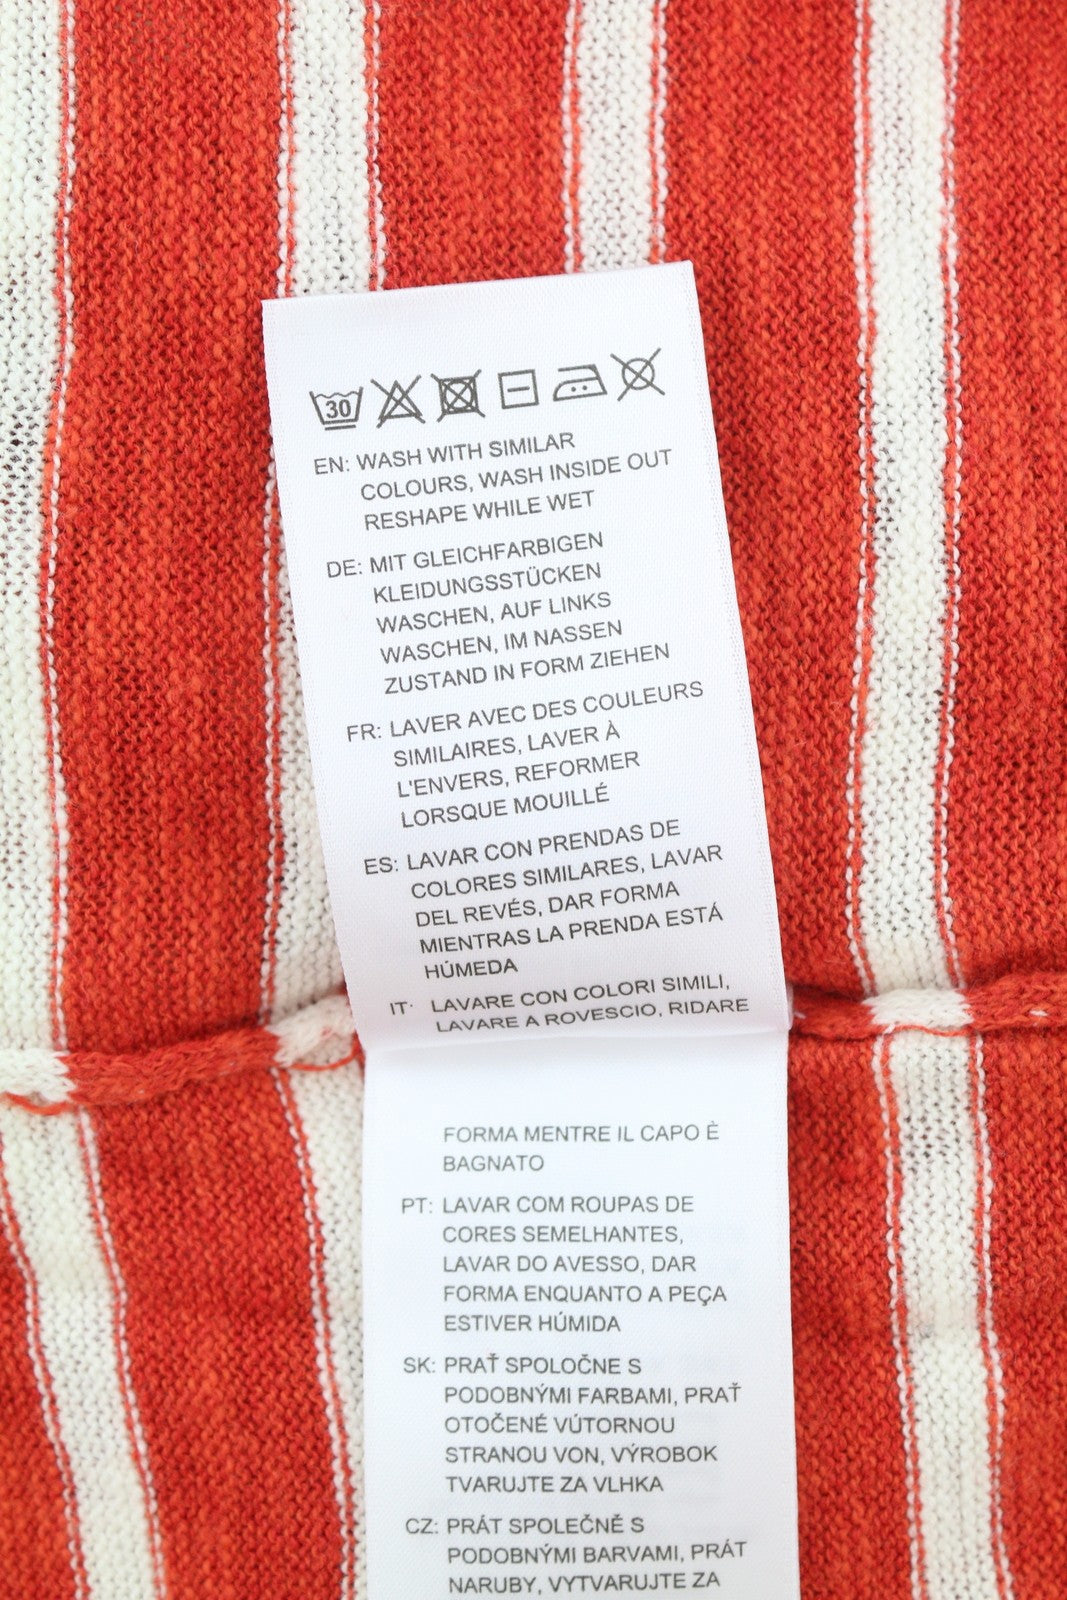 30
EN: WASH WITH SIMILAR
COLOURS, WASH INSIDE OUT
RESHAPE WHILE WET
DE: MIT GLEICHFARBIGEN
KLEIDUNGSSTÜCKEN
WASCHEN, AUF LINKS
WASCHEN, IM NASSEN
ZUSTAND IN FORM ZIEHEN
FR: LAVER AVEC DES COULEURS
SIMILAIRES, LAVER À
L'ENVERS, REFORMER
LORSQUE MOUILLÉ
ES: LAVAR CON PRENDAS DE
COLORES SIMILARES, LAVAR
DEL REVÉS, DAR FORMA
MIENTRAS LA PRENDA ESTÁ
HÚMEDA
IT: LAVARE CON COLORI SIMILI,
LAVARE A ROVESCIO, RIDARE
FORMA MENTRE IL CAPO È
BAGNATO
PT: LAVAR COM ROUPAS DE
CORES SEMELHANTES,
LAVAR DO AVESSO, DAR
FORMA ENQUANTO A PEÇA
ESTIVER HÚMIDA
SK: PRAŤ SPOLOČNE S
PODOBNÝMI FARBAMI, PRAŤ
OTOČENÉ VÚTORNOU
STRANOU VON, VÝROBOK
TVARUJTE ZA VLHKA
CZ: PRÁT SPOLEČNĚ S
PODOBNÝMI BARVAMI, PRÁT
NARUBY, VYTVARUJTE ZA